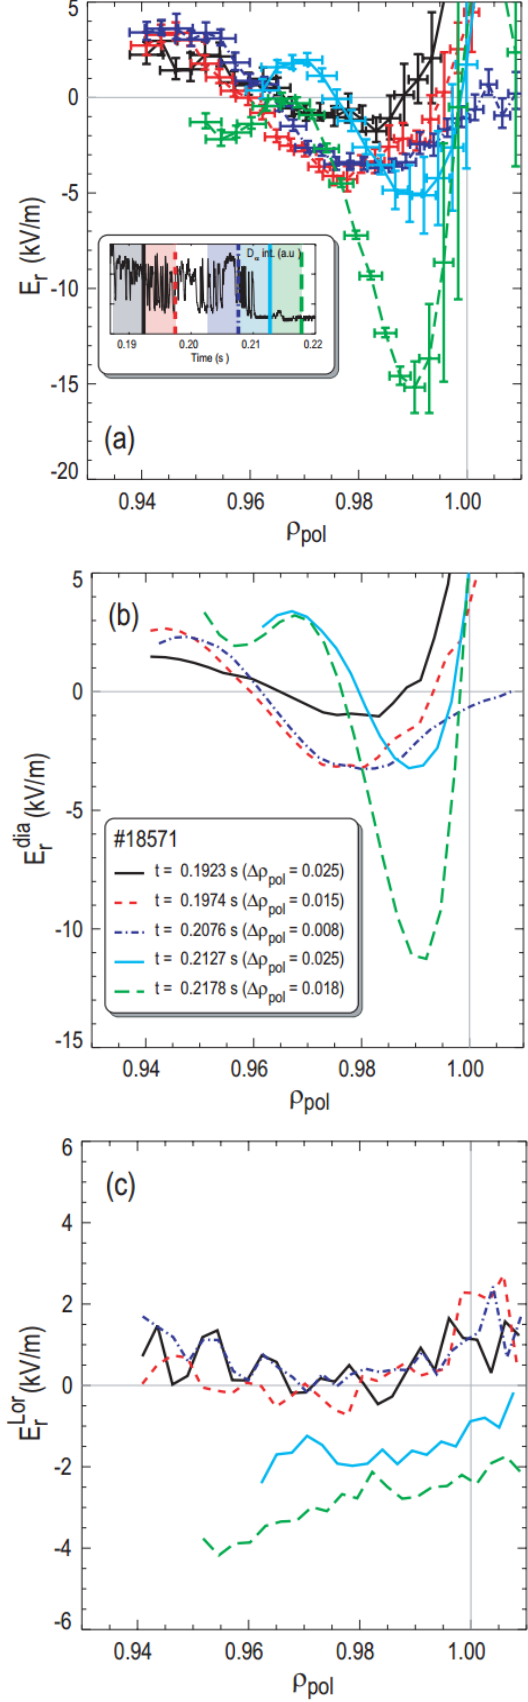 5
0
-5
-10
-15
-20
E_r (kV/m)
D_α int. (a.u )
0.19 0.20 0.21 0.22
Time (s )
(a)
0.94 0.96 0.98 1.00
ρ_pol
5
0
-5
-10
-15
E_r^dia (kV/m)
(b)
#18571
t = 0.1923 s (Δρ_pol = 0.025)
t = 0.1974 s (Δρ_pol = 0.015)
t = 0.2076 s (Δρ_pol = 0.008)
t = 0.2127 s (Δρ_pol = 0.025)
t = 0.2178 s (Δρ_pol = 0.018)
0.94 0.96 0.98 1.00
ρ_pol
6
4
2
0
-2
-4
-6
E_r^Lor (kV/m)
(c)
0.94 0.96 0.98 1.00
ρ_pol